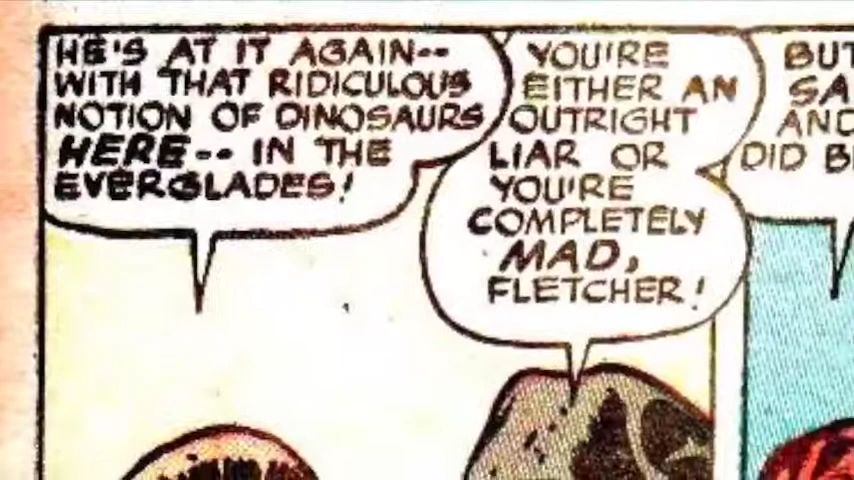 HE'S AT IT AGAIN--
WITH THAT RIDICULOUS
NOTION OF DINOSAURS
HERE-- IN THE
EVERGLADES!
YOU'RE
EITHER AN
OUTRIGHT
LIAR OR
YOU'RE
COMPLETELY
MAD,
FLETCHER!
AND
DID